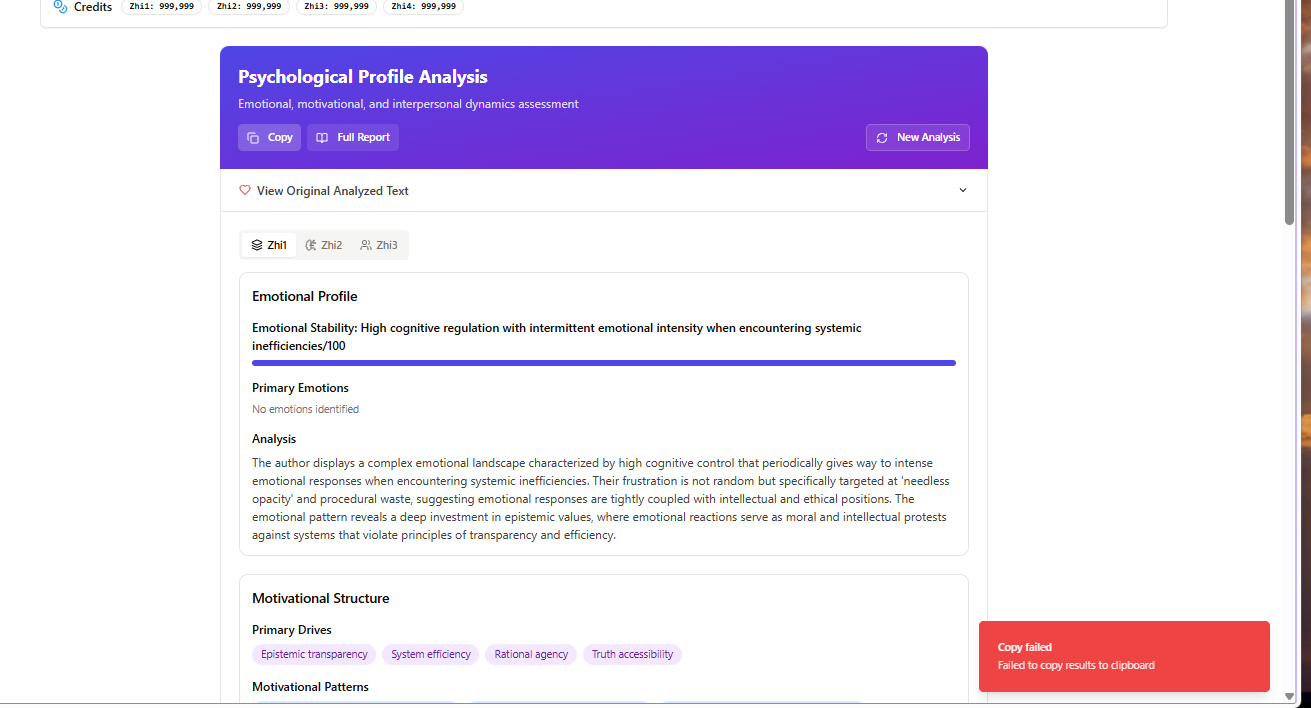 Credits Zhi1: 999,999 Zhi2: 999,999 Zhi3: 999,999 Zhi4: 999,999
Psychological Profile Analysis
Emotional, motivational, and interpersonal dynamics assessment
Copy Full Report New Analysis
View Original Analyzed Text
Zhi1 Zhi2 Zhi3
Emotional Profile
Emotional Stability: High cognitive regulation with intermittent emotional intensity when encountering systemic
inefficiencies/100
Primary Emotions
No emotions identified
Analysis
The author displays a complex emotional landscape characterized by high cognitive control that periodically gives way to intense
emotional responses when encountering systemic inefficiencies. Their frustration is not random but specifically targeted at 'needless
opacity' and procedural waste, suggesting emotional responses are tightly coupled with intellectual and ethical positions. The
emotional pattern reveals a deep investment in epistemic values, where emotional reactions serve as moral and intellectual protests
against systems that violate principles of transparency and efficiency.
Motivational Structure
Primary Drives
Epistemic transparency System efficiency Rational agency Truth accessibility
Motivational Patterns
Copy failed
Failed to copy results to clipboard